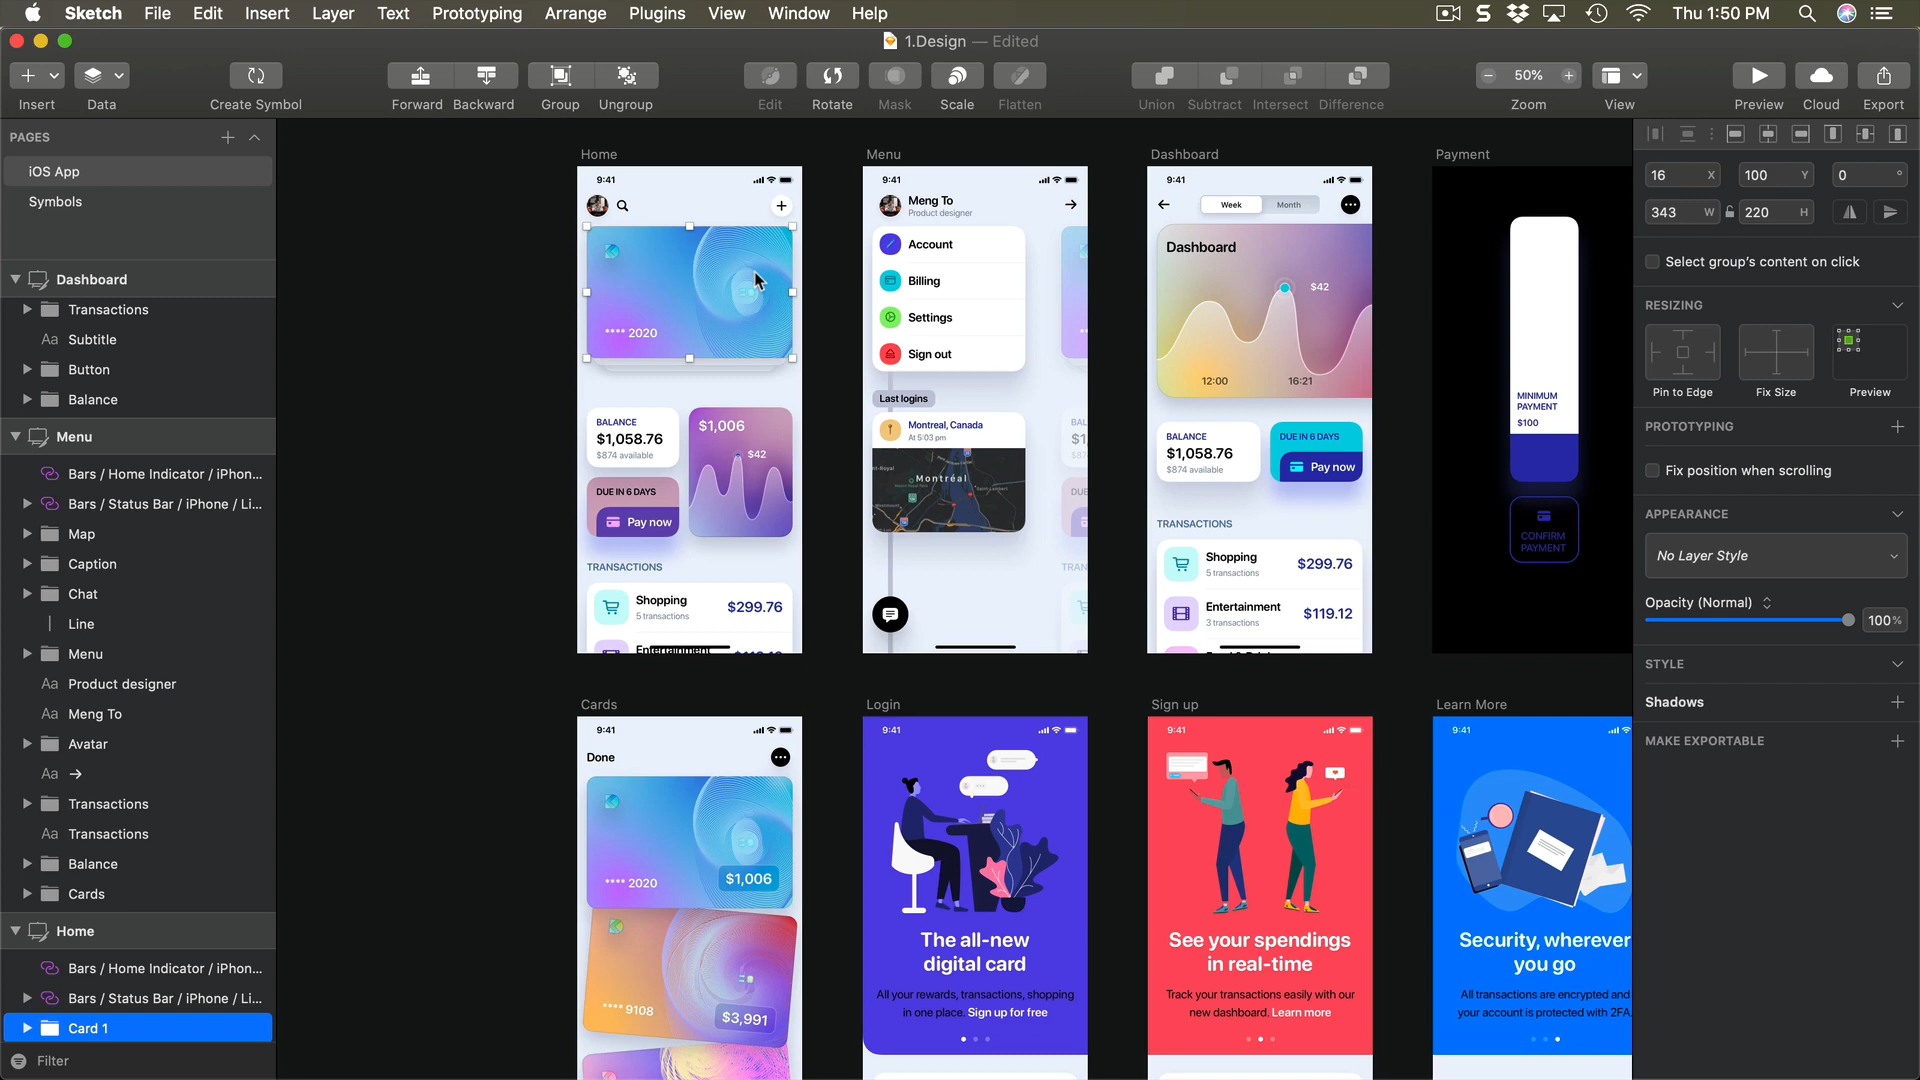 Sketch File Edit Insert Layer Text Prototyping Arrange Plugins View Window Help Thu 1:50 PM
1.Design — Edited
50%
Insert Data Create Symbol Forward Backward Group Ungroup Edit Rotate Mask Scale Flatten Union Subtract Intersect Difference Zoom View Preview Cloud Export
PAGES
iOS App
Symbols
Dashboard
Transactions
Aa Subtitle
Button
Balance
Menu
Bars / Home Indicator / iPhon...
Bars / Status Bar / iPhone / Li...
Map
Caption
Chat
Line
Menu
Aa Product designer
Aa Meng To
Avatar
Aa →
Transactions
Aa Transactions
Balance
Cards
Home
Bars / Home Indicator / iPhon...
Bars / Status Bar / iPhone / Li...
Card 1
Filter
Home
9:41
**** 2020
BALANCE
$1,058.76
$874 available
$1,006
$42
DUE IN 6 DAYS
Pay now
TRANSACTIONS
Shopping
5 transactions
$299.76
Entertainment
Menu
9:41
Meng To
Product designer
Account
Billing
Settings
Sign out
Last logins
Montreal, Canada
At 5:03 pm
Montréal
BALA
$1,
$874
DUE
TRAN
Dashboard
9:41
Week Month
Dashboard
$42
12:00 16:21
BALANCE
$1,058.76
$874 available
DUE IN 6 DAYS
Pay now
TRANSACTIONS
Shopping
5 transactions
$299.76
Entertainment
3 transactions
$119.12
Payment
MINIMUM
PAYMENT
$100
CONFIRM
PAYMENT
Cards
9:41
Done
**** 2020
$1,006
**** 9108
$3,991
Login
9:41
The all-new
digital card
All your rewards, transactions, shopping
in one place. Sign up for free
Sign up
9:41
See your spendings
in real-time
Track your transactions easily with our
new dashboard. Learn more
Learn More
9:41
Security, wherever
you go
All transactions are encrypted and
your account is protected with 2FA.
16 X 100 Y 0 °
343 W 220 H
Select group's content on click
RESIZING
Pin to Edge Fix Size Preview
PROTOTYPING
Fix position when scrolling
APPEARANCE
No Layer Style
Opacity (Normal)
100%
STYLE
Shadows
MAKE EXPORTABLE